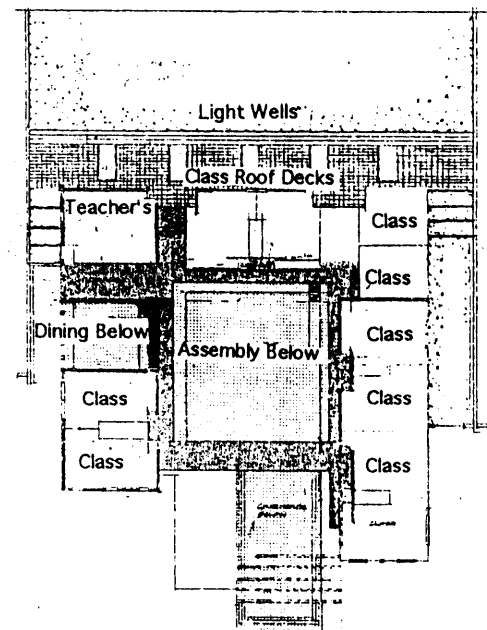 Light Wells
Class Roof Decks
Teacher's
Class
Class
Dining Below
Assembly Below
Class
Class
Class
Class
Class